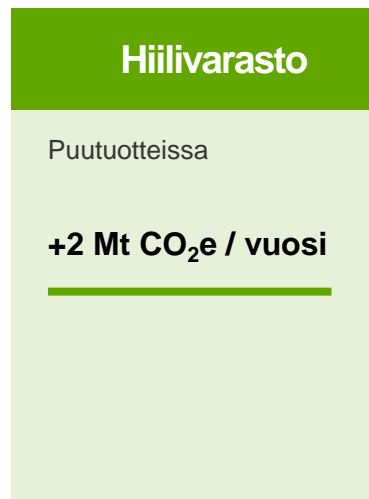 Hiilivarasto
Puutuotteissa
+2 Mt CO₂e / vuosi